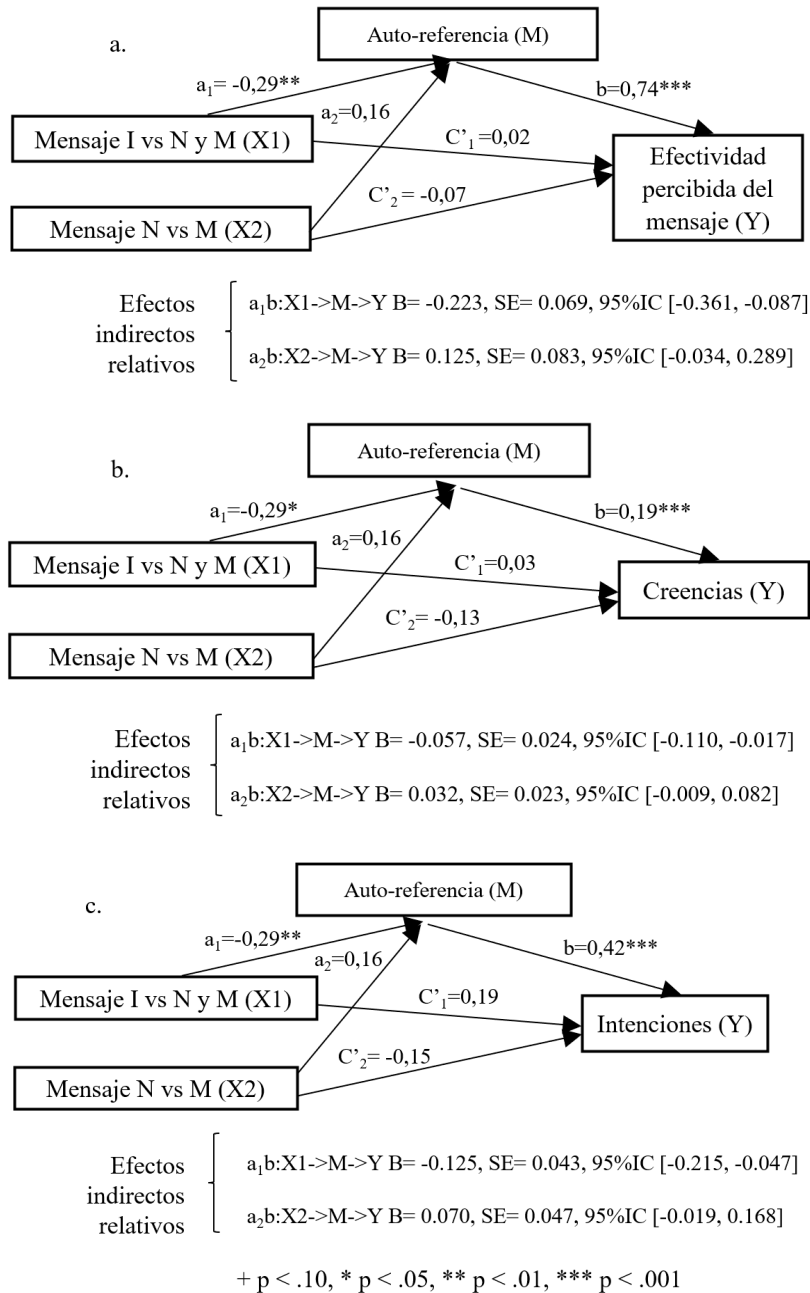 a.
Auto-referencia (M)
a1= -0,29**
b=0,74***
a2=0,16
Mensaje I vs N y M (X1)
C’1=0,02
Efectividad
percibida del
mensaje (Y)
C’2= -0,07
Mensaje N vs M (X2)
Efectos
indirectos
relativos
a1b:X1->M->Y B= -0.223, SE= 0.069, 95%IC [-0.361, -0.087]
a2b:X2->M->Y B= 0.125, SE= 0.083, 95%IC [-0.034, 0.289]
b.
Auto-referencia (M)
a1=-0,29*
b=0,19***
a2=0,16
Mensaje I vs N y M (X1)
C’1=0,03
Creencias (Y)
C’2= -0,13
Mensaje N vs M (X2)
Efectos
indirectos
relativos
a1b:X1->M->Y B= -0.057, SE= 0.024, 95%IC [-0.110, -0.017]
a2b:X2->M->Y B= 0.032, SE= 0.023, 95%IC [-0.009, 0.082]
c.
Auto-referencia (M)
a1=-0,29**
b=0,42***
a2=0,16
Mensaje I vs N y M (X1)
C’1=0,19
Intenciones (Y)
C’2= -0,15
Mensaje N vs M (X2)
Efectos
indirectos
relativos
a1b:X1->M->Y B= -0.125, SE= 0.043, 95%IC [-0.215, -0.047]
a2b:X2->M->Y B= 0.070, SE= 0.047, 95%IC [-0.019, 0.168]
+ p < .10, * p < .05, ** p < .01, *** p < .001